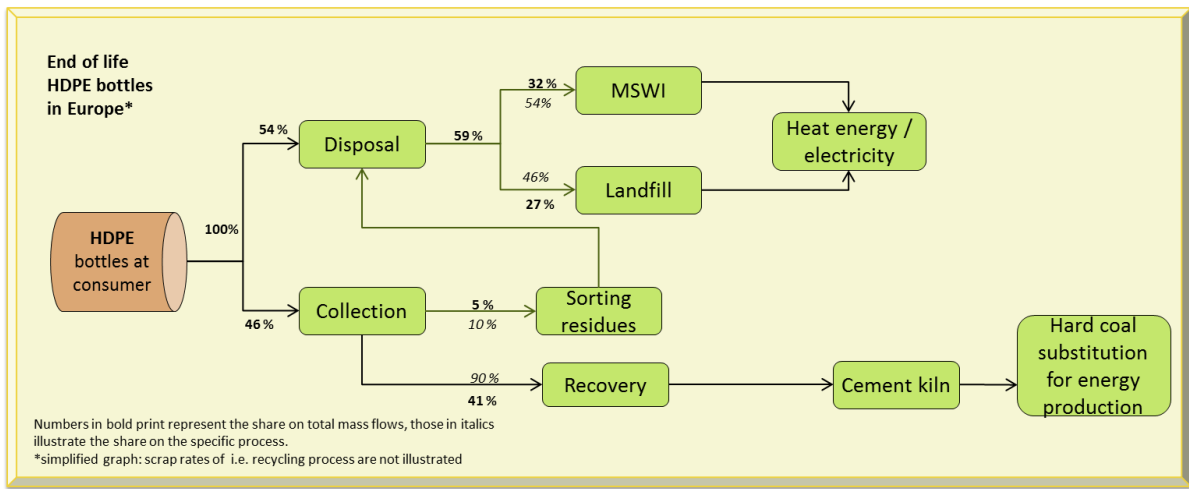 End of life
HDPE bottles
in Europe*
54 %
Disposal
59 %
32 %
54%
MSWI
46%
27 %
Landfill
Heat energy /
electricity
HDPE
bottles at
consumer
100%
46 %
Collection
5 %
10 %
Sorting
residues
90 %
41 %
Recovery
Cement kiln
Hard coal
substitution
for energy
production
Numbers in bold print represent the share on total mass flows, those in italics
illustrate the share on the specific process.
*simplified graph: scrap rates of i.e. recycling process are not illustrated